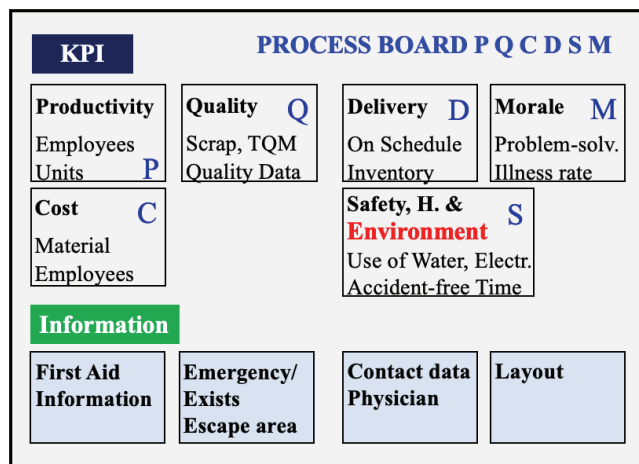 KPI
PROCESS BOARD P Q C D S M
Productivity
Employees
Units
P
Quality
Q
Scrap, TQM
Quality Data
Delivery
D
On Schedule
Inventory
Morale
M
Problem-solv.
Illness rate
Cost
C
Material
Employees
Safety, H. &
Environment
S
Use of Water, Electr.
Accident-free Time
Information
First Aid
Information
Emergency/
Exists
Escape area
Contact data
Physician
Layout